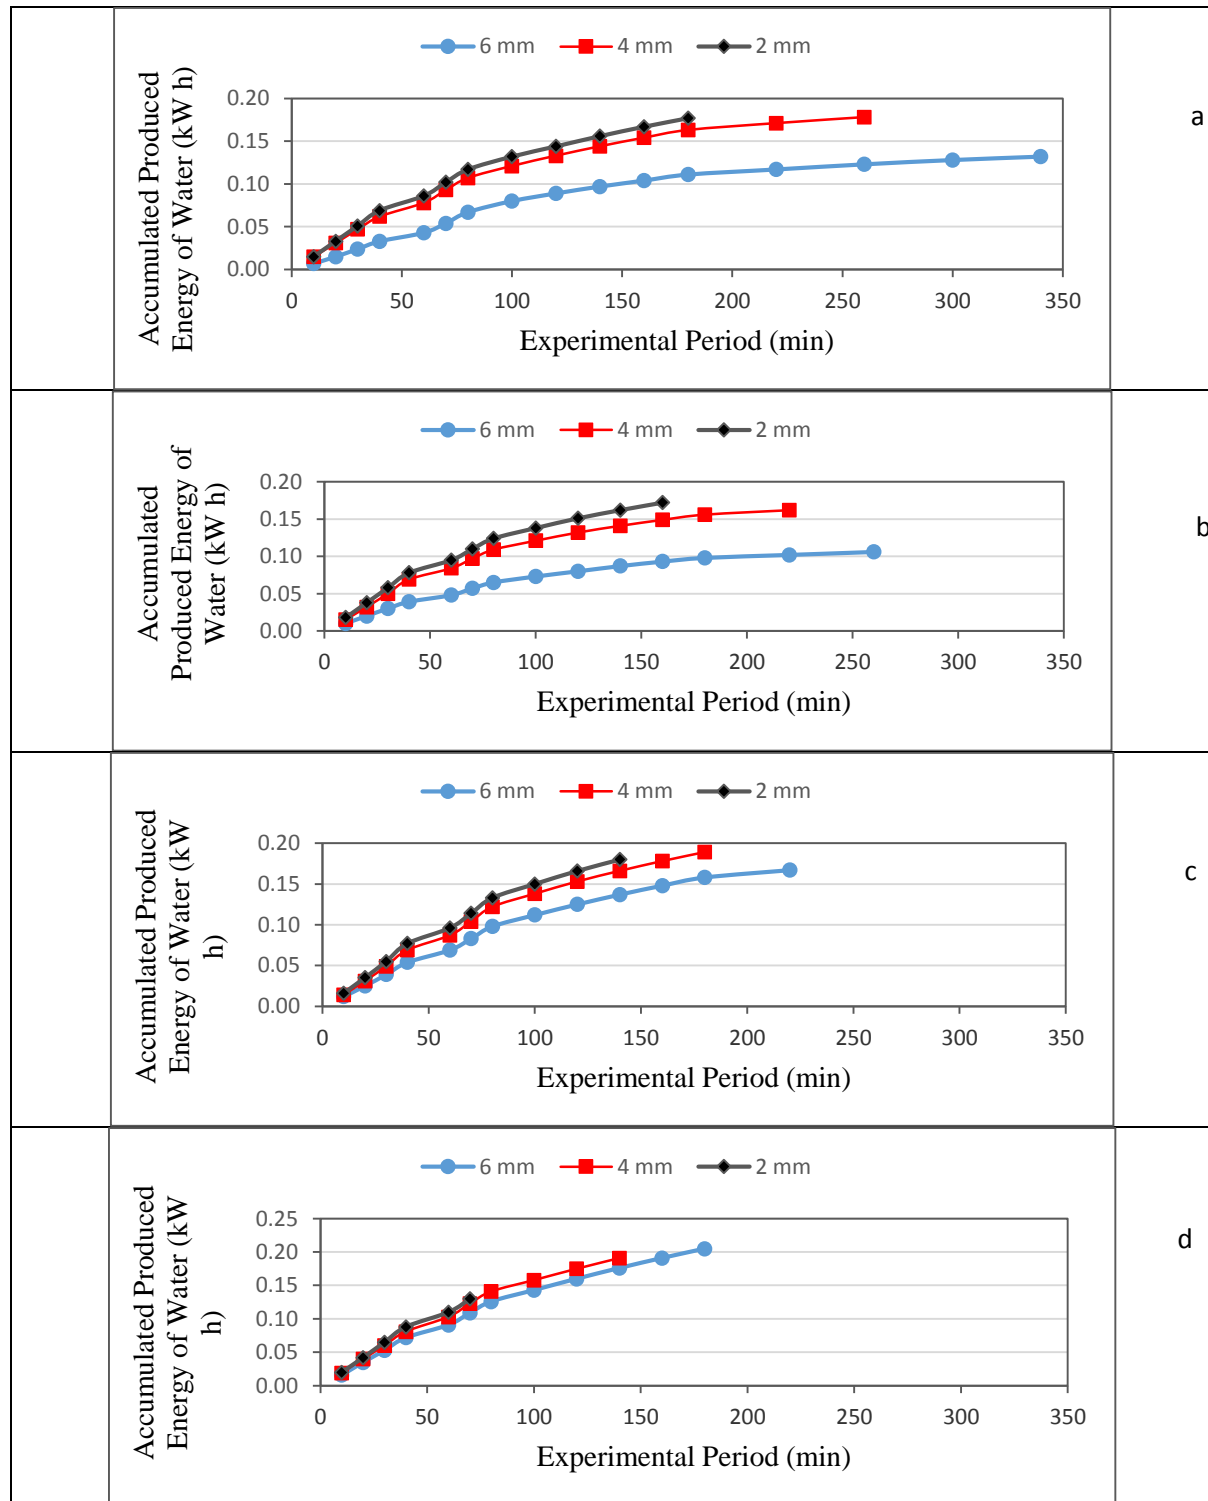 6 mm 4 mm 2 mm
Accumulated Produced
Energy of Water (kW h)
0.20
0.15
0.10
0.05
0.00
0 50 100 150 200 250 300 350
Experimental Period (min)
a
6 mm 4 mm 2 mm
Accumulated
Produced Energy of
Water (kW h)
0.20
0.15
0.10
0.05
0.00
0 50 100 150 200 250 300 350
Experimental Period (min)
b
6 mm 4 mm 2 mm
Accumulated Produced
Energy of Water (kW
h)
0.20
0.15
0.10
0.05
0.00
0 50 100 150 200 250 300 350
Experimental Period (min)
c
6 mm 4 mm 2 mm
Accumulated Produced
Energy of Water (kW
h)
0.25
0.20
0.15
0.10
0.05
0.00
0 50 100 150 200 250 300 350
Experimental Period (min)
d